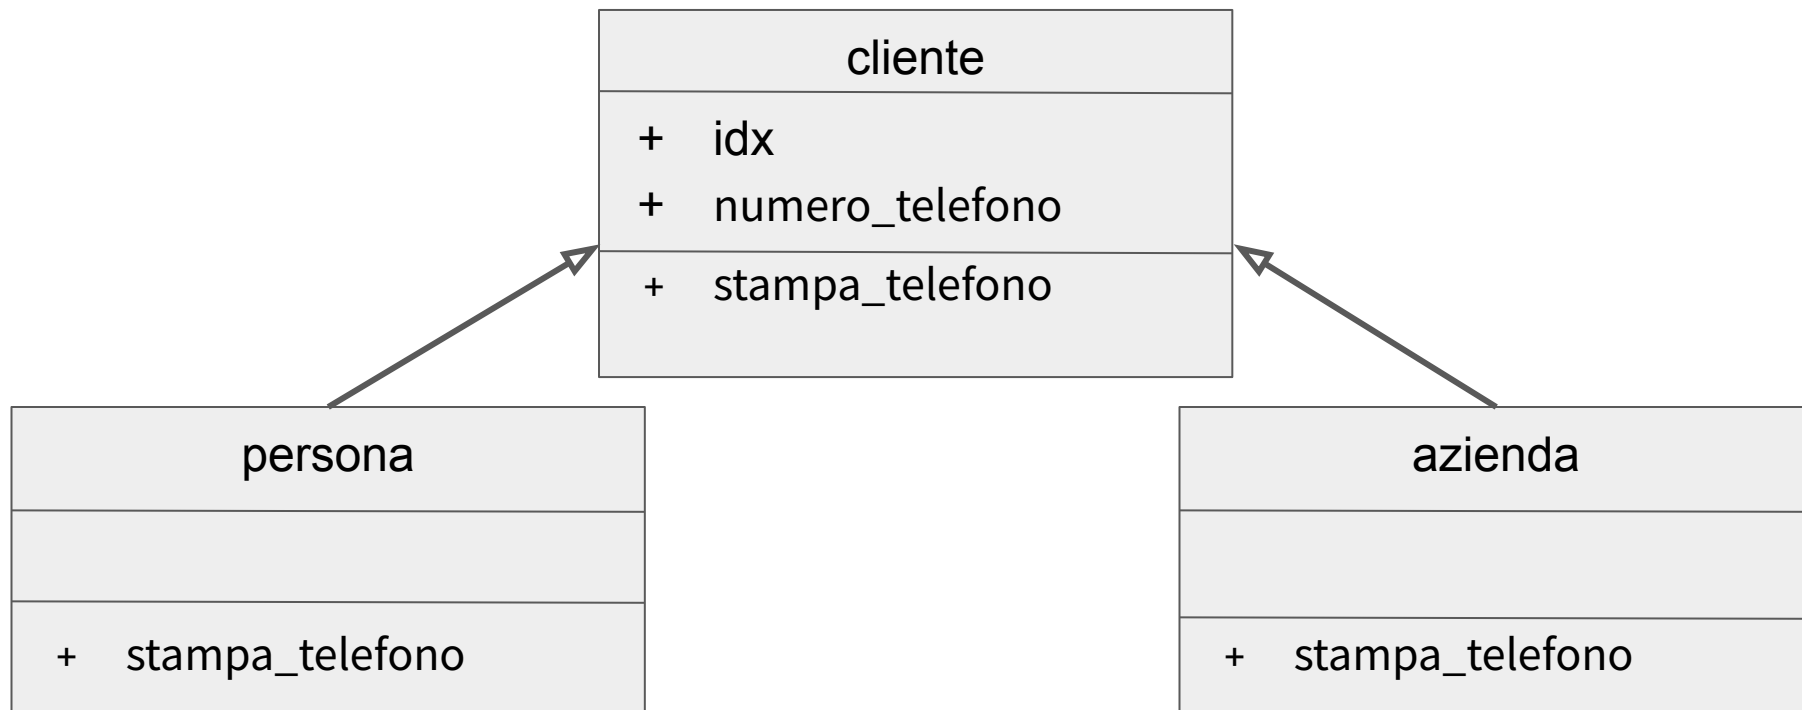 cliente
+ idx
+ numero_telefono
+ stampa_telefono
persona
+ stampa_telefono
azienda
+ stampa_telefono